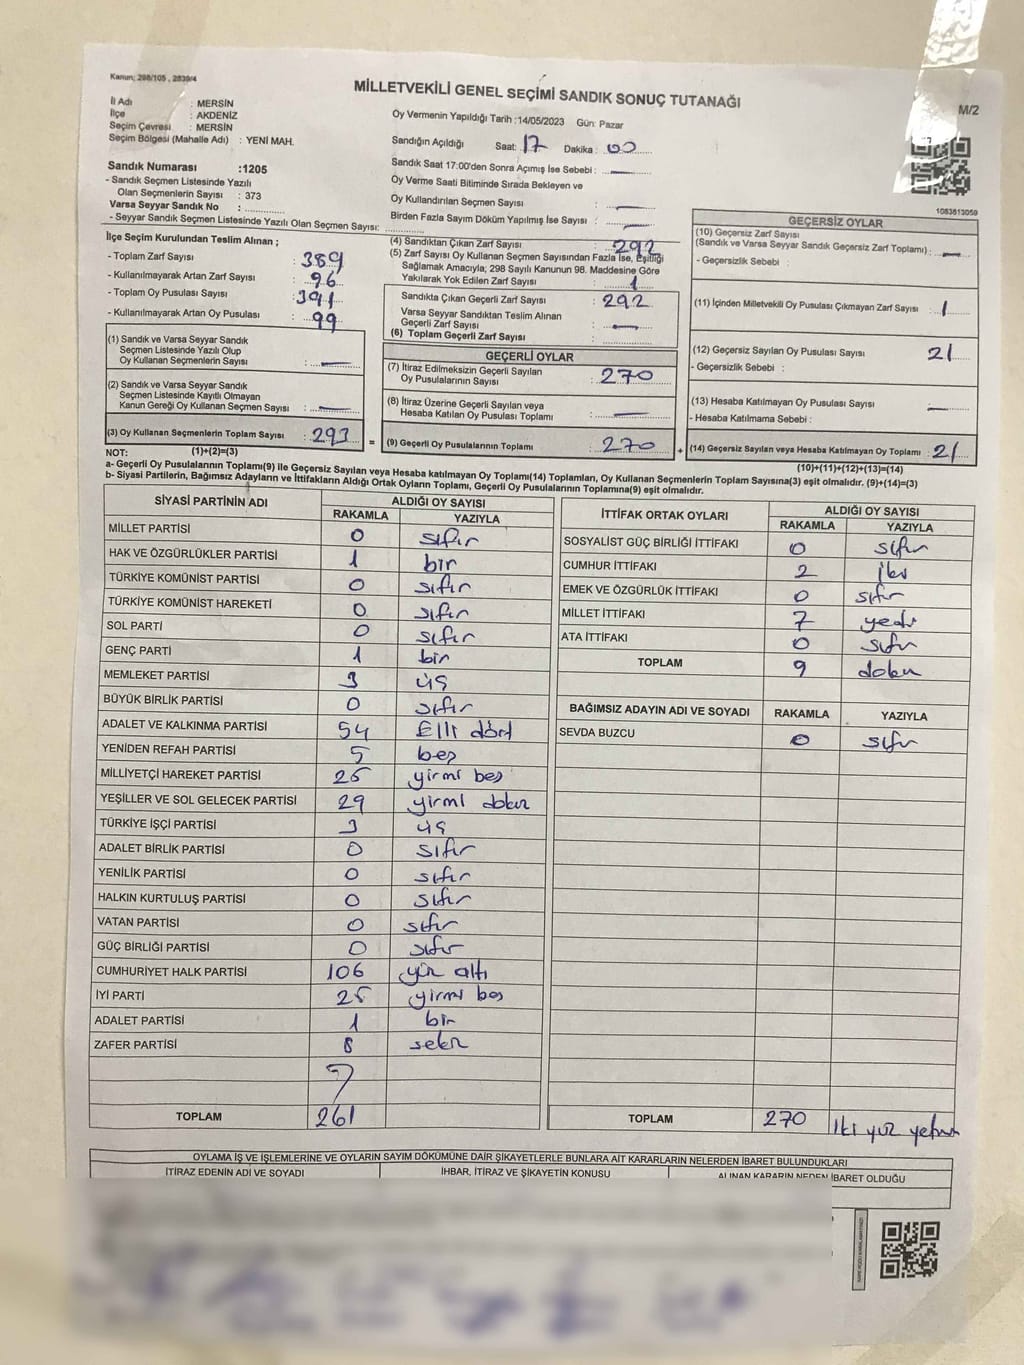 Kanun; 298/105 , 2839/4
MİLLETVEKİLİ GENEL SEÇİMİ SANDIK SONUÇ TUTANAĞI
M/2
İl Adı : MERSİN
İlçe : AKDENİZ
Seçim Çevresi : MERSİN
Seçim Bölgesi (Mahalle Adı) : YENİ MAH.
Oy Vermenin Yapıldığı Tarih :14/05/2023 Gün: Pazar
Sandığın Açıldığı Saat: 17 Dakika: 00
Sandık Saat 17:00'den Sonra Açımış İse Sebebi : —
Oy Verme Saati Bitiminde Sırada Bekleyen ve
Oy Kullandırılan Seçmen Sayısı : —
Birden Fazla Sayım Döküm Yapılmış İse Sayısı : —
Sandık Numarası :1205
- Sandık Seçmen Listesinde Yazılı
Olan Seçmenlerin Sayısı : 373
Varsa Seyyar Sandık No :
- Seyyar Sandık Seçmen Listesinde Yazılı Olan Seçmen Sayısı:
1083813059
İlçe Seçim Kurulundan Teslim Alınan ;
- Toplam Zarf Sayısı : 389
- Kullanılmayarak Artan Zarf Sayısı : 96
- Toplam Oy Pusulası Sayısı : 391
- Kullanılmayarak Artan Oy Pusulası : 99
(1) Sandık ve Varsa Seyyar Sandık
Seçmen Listesinde Yazılı Olup
Oy Kullanan Seçmenlerin Sayısı : —
(2) Sandık ve Varsa Seyyar Sandık
Seçmen Listesinde Kayıtlı Olmayan
Kanun Gereği Oy Kullanan Seçmen Sayısı : —
(3) Oy Kullanan Seçmenlerin Toplam Sayısı : 293 =
(1)+(2)=(3)
(4) Sandıktan Çıkan Zarf Sayısı : 292
(5) Zarf Sayısı Oy Kullanan Seçmen Sayısından Fazla İse, Eşitliği
Sağlamak Amacıyla; 298 Sayılı Kanunun 98. Maddesine Göre
Yakılarak Yok Edilen Zarf Sayısı : 1
Sandıkta Çıkan Geçerli Zarf Sayısı : 292
Varsa Seyyar Sandıktan Teslim Alınan
Geçerli Zarf Sayısı : —
(6) Toplam Geçerli Zarf Sayısı :
GEÇERLİ OYLAR
(7) İtiraz Edilmeksizin Geçerli Sayılan
Oy Pusulalarının Sayısı : 270
(8) İtiraz Üzerine Geçerli Sayılan veya
Hesaba Katılan Oy Pusulası Toplamı : —
(9) Geçerli Oy Pusulalarının Toplamı : 270 +
GEÇERSİZ OYLAR
(10) Geçersiz Zarf Sayısı
(Sandık ve Varsa Seyyar Sandık Geçersiz Zarf Toplamı) : —
- Geçersizlik Sebebi :
(11) İçinden Milletvekili Oy Pusulası Çıkmayan Zarf Sayısı : 1
(12) Geçersiz Sayılan Oy Pusulası Sayısı : 21
- Geçersizlik Sebebi :
(13) Hesaba Katılmayan Oy Pusulası Sayısı : —
- Hesaba Katılmama Sebebi :
(14) Geçersiz Sayılan veya Hesaba Katılmayan Oy Toplamı : 21
(10)+(11)+(12)+(13)=(14)
NOT:
a- Geçerli Oy Pusulalarının Toplamı(9) ile Geçersiz Sayılan veya Hesaba katılmayan Oy Toplamı(14) Toplamları, Oy Kullanan Seçmenlerin Toplam Sayısına(3) eşit olmalıdır. (9)+(14)=(3)
b- Siyasi Partilerin, Bağımsız Adayların ve İttifakların Aldığı Ortak Oyların Toplamı, Geçerli Oy Pusulalarının Toplamına(9) eşit olmalıdır.
SİYASİ PARTİNİN ADI ALDIĞI OY SAYISI
RAKAMLA YAZIYLA
MİLLET PARTİSİ 0 sıfır
HAK VE ÖZGÜRLÜKLER PARTİSİ 1 bir
TÜRKİYE KOMÜNİST PARTİSİ 0 sıfır
TÜRKİYE KOMÜNİST HAREKETİ 0 sıfır
SOL PARTİ 0 sıfır
GENÇ PARTİ 1 bir
MEMLEKET PARTİSİ 3 üç
BÜYÜK BİRLİK PARTİSİ 0 sıfır
ADALET VE KALKINMA PARTİSİ 54 Elli dört
YENİDEN REFAH PARTİSİ 5 beş
MİLLİYETÇİ HAREKET PARTİSİ 25 yirmi beş
YEŞİLLER VE SOL GELECEK PARTİSİ 29 yirmi dokuz
TÜRKİYE İŞÇİ PARTİSİ 3 üç
ADALET BİRLİK PARTİSİ 0 sıfır
YENİLİK PARTİSİ 0 sıfır
HALKIN KURTULUŞ PARTİSİ 0 sıfır
VATAN PARTİSİ 0 sıfır
GÜÇ BİRLİĞİ PARTİSİ 0 sıfır
CUMHURİYET HALK PARTİSİ 106 yüz altı
İYİ PARTİ 25 yirmi beş
ADALET PARTİSİ 1 bir
ZAFER PARTİSİ 8 sekiz
TOPLAM 261
İTTİFAK ORTAK OYLARI ALDIĞI OY SAYISI
RAKAMLA YAZIYLA
SOSYALİST GÜÇ BİRLİĞİ İTTİFAKI 0 sıfır
CUMHUR İTTİFAKI 2 iki
EMEK VE ÖZGÜRLÜK İTTİFAKI 0 sıfır
MİLLET İTTİFAKI 7 yedi
ATA İTTİFAKI 0 sıfır
TOPLAM 9 dokuz
BAĞIMSIZ ADAYIN ADI VE SOYADI RAKAMLA YAZIYLA
SEVDA BUZCU 0 sıfır
TOPLAM 270 İki yüz yetmiş
OYLAMA İŞ VE İŞLEMLERİNE VE OYLARIN SAYIM DÖKÜMÜNE DAİR ŞİKAYETLERLE BUNLARA AİT KARARLARIN NELERDEN İBARET BULUNDUKLARI
İTİRAZ EDENİN ADI VE SOYADI İHBAR, İTİRAZ VE ŞİKAYETİN KONUSU ALINAN KARARIN NEDEN İBARET OLDUĞU